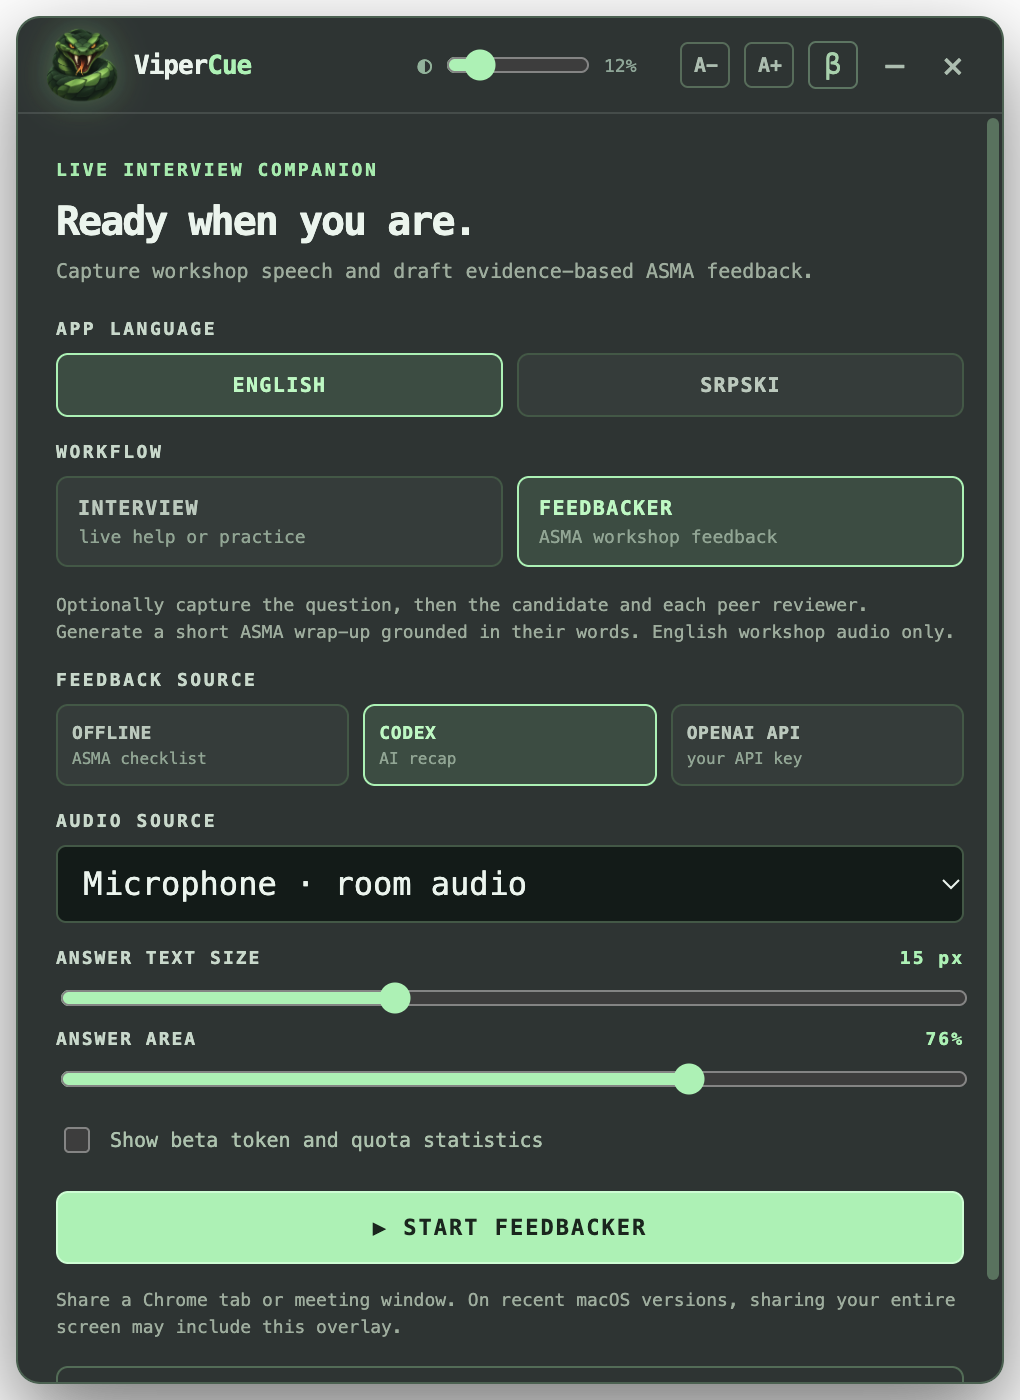 ViperCue
12%
A−
A+
β
LIVE INTERVIEW COMPANION
Ready when you are.
Capture workshop speech and draft evidence-based ASMA feedback.
APP LANGUAGE
ENGLISH
SRPSKI
WORKFLOW
INTERVIEW
live help or practice
FEEDBACKER
ASMA workshop feedback
Optionally capture the question, then the candidate and each peer reviewer.
Generate a short ASMA wrap-up grounded in their words. English workshop audio only.
FEEDBACK SOURCE
OFFLINE
ASMA checklist
CODEX
AI recap
OPENAI API
your API key
AUDIO SOURCE
Microphone · room audio
ANSWER TEXT SIZE
15 px
ANSWER AREA
76%
Show beta token and quota statistics
▶ START FEEDBACKER
Share a Chrome tab or meeting window. On recent macOS versions, sharing your entire
screen may include this overlay.